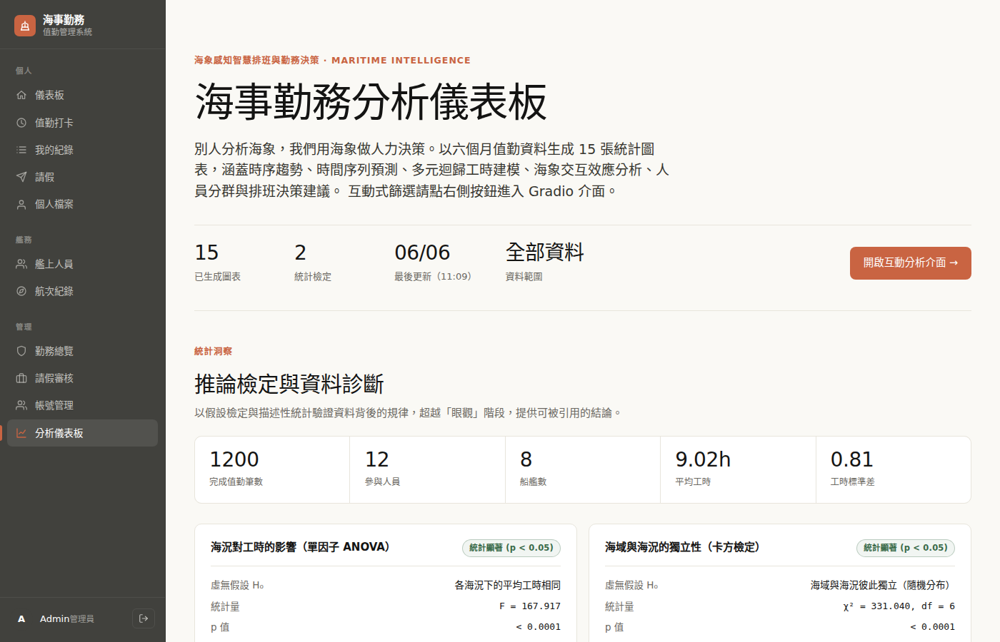 海事勤務
值勤管理系統
個人
儀表板
值勤打卡
我的紀錄
請假
個人檔案
艦務
艦上人員
航次紀錄
管理
勤務總覽
請假審核
帳號管理
分析儀表板
A Admin管理員
海象感知智慧排班與勤務決策 · MARITIME INTELLIGENCE
海事勤務分析儀表板
別人分析海象，我們用海象做人力決策。以六個月值勤資料生成 15 張統計圖
表，涵蓋時序趨勢、時間序列預測、多元迴歸工時建模、海象交互效應分析、人
員分群與排班決策建議。 互動式篩選請點右側按鈕進入 Gradio 介面。
15
已生成圖表
2
統計檢定
06/06
最後更新（11:09）
全部資料
資料範圍
開啟互動分析介面 →
統計洞察
推論檢定與資料診斷
以假設檢定與描述性統計驗證資料背後的規律，超越「眼觀」階段，提供可被引用的結論。
1200
完成值勤筆數
12
參與人員
8
船艦數
9.02h
平均工時
0.81
工時標準差
海況對工時的影響（單因子 ANOVA）
統計顯著 (p < 0.05)
虛無假設 H₀ 各海況下的平均工時相同
統計量 F = 167.917
p 值 < 0.0001
海域與海況的獨立性（卡方檢定）
統計顯著 (p < 0.05)
虛無假設 H₀ 海域與海況彼此獨立（隨機分布）
統計量 χ² = 331.040, df = 6
p 值 < 0.0001